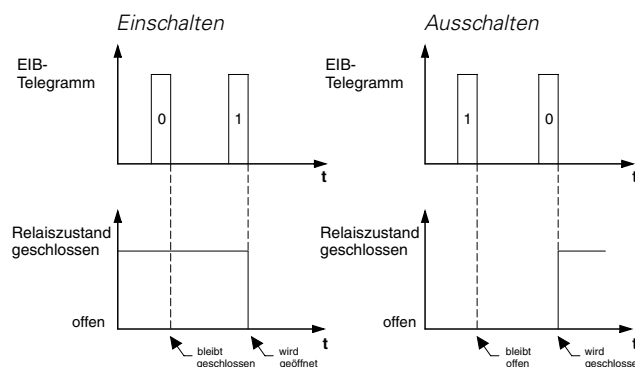 Einschalten
EIB-
Telegramm
0
1
t
Relaiszustand
geschlossen
offen
t
bleibt
geschlossen
wird
geöffnet
Ausschalten
EIB-
Telegramm
1
0
t
Relaiszustand
geschlossen
offen
t
bleibt
offen
wird
geschlosse